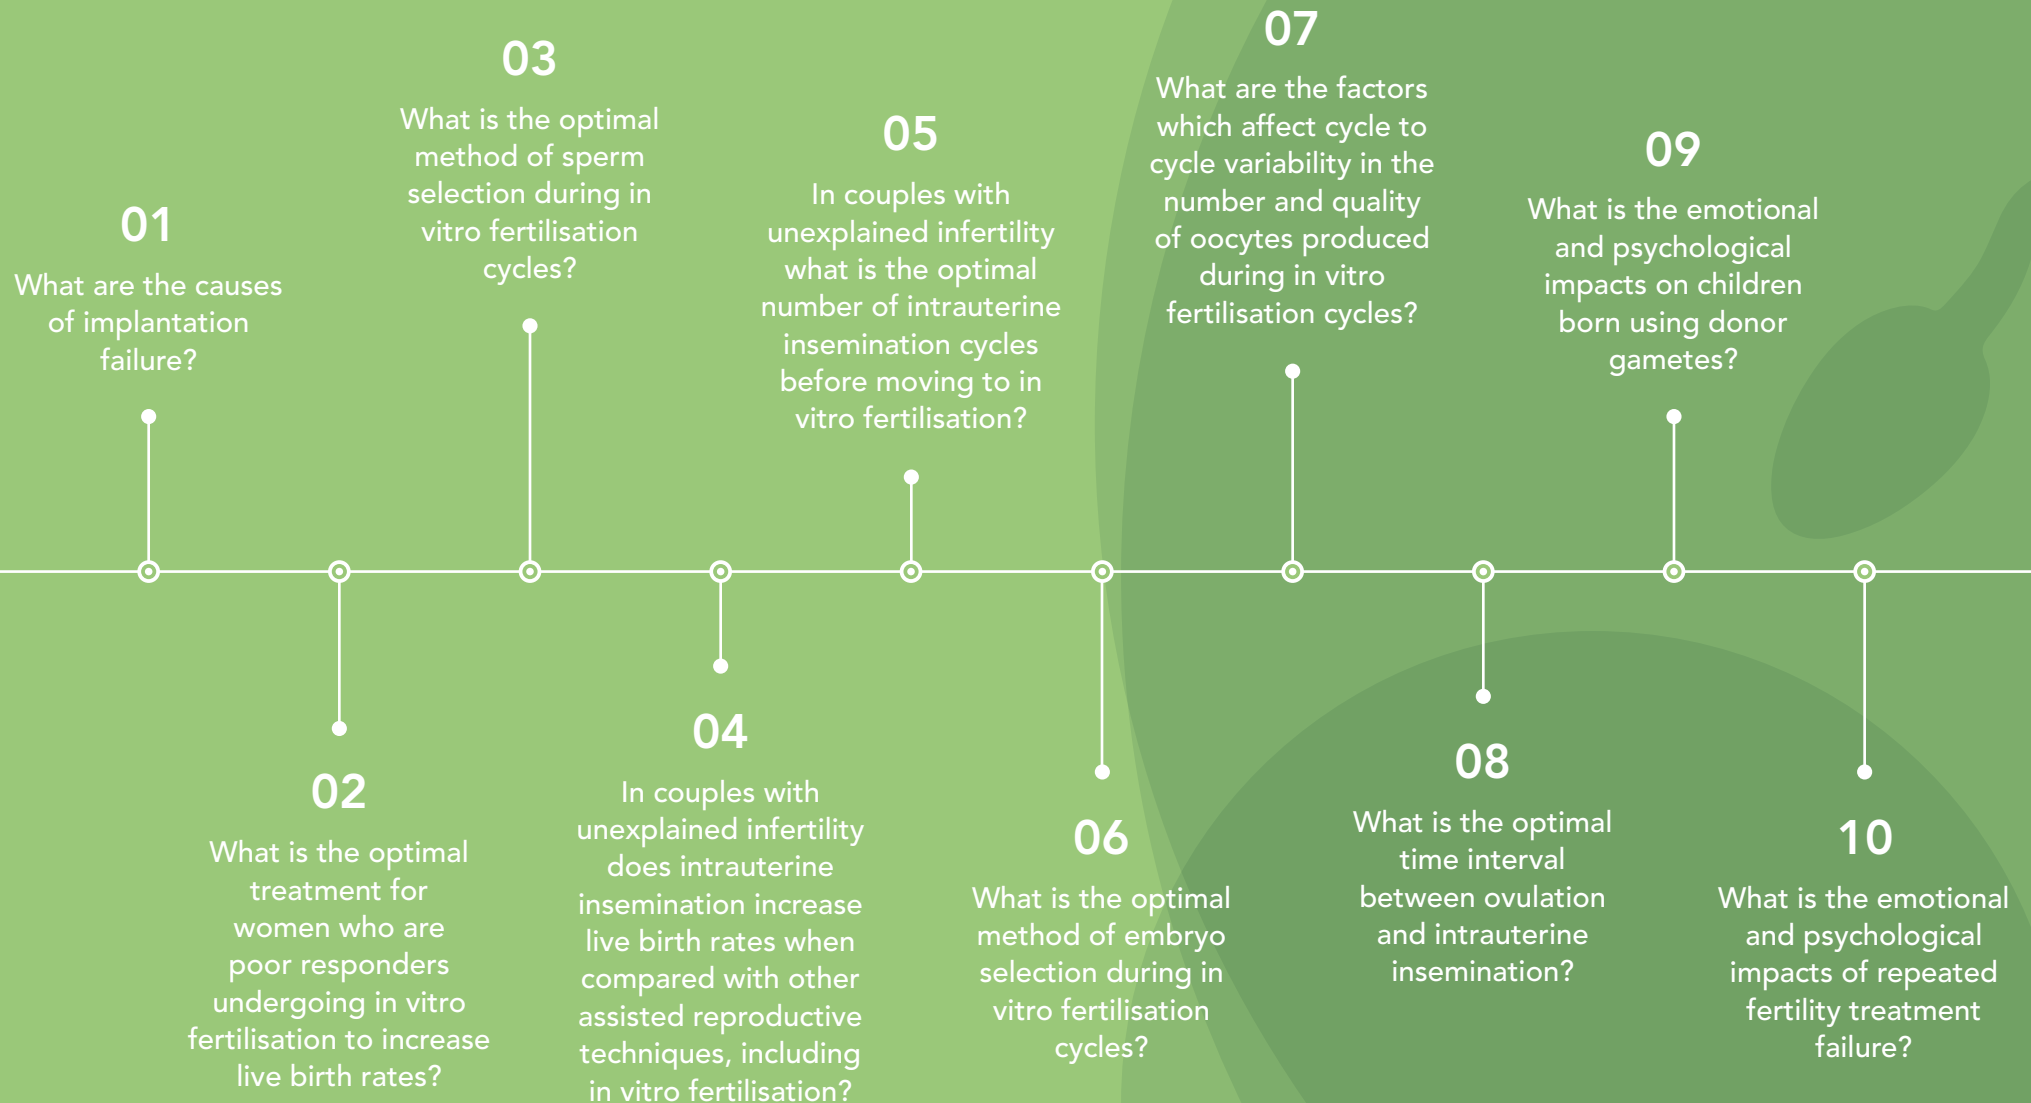 01
What are the causes
of implantation
failure?
02
What is the optimal
treatment for
women who are
poor responders
undergoing in vitro
fertilisation to increase
live birth rates?
03
What is the optimal
method of sperm
selection during in
vitro fertilisation
cycles?
04
In couples with
unexplained infertility
does intrauterine
insemination increase
live birth rates when
compared with other
assisted reproductive
techniques, including
in vitro fertilisation?
05
In couples with
unexplained infertility
what is the optimal
number of intrauterine
insemination cycles
before moving to in
vitro fertilisation?
06
What is the optimal
method of embryo
selection during in
vitro fertilisation
cycles?
07
What are the factors
which affect cycle to
cycle variability in the
number and quality
of oocytes produced
during in vitro
fertilisation cycles?
08
What is the optimal
time interval
between ovulation
and intrauterine
insemination?
09
What is the emotional
and psychological
impacts on children
born using donor
gametes?
10
What is the emotional
and psychological
impacts of repeated
fertility treatment
failure?